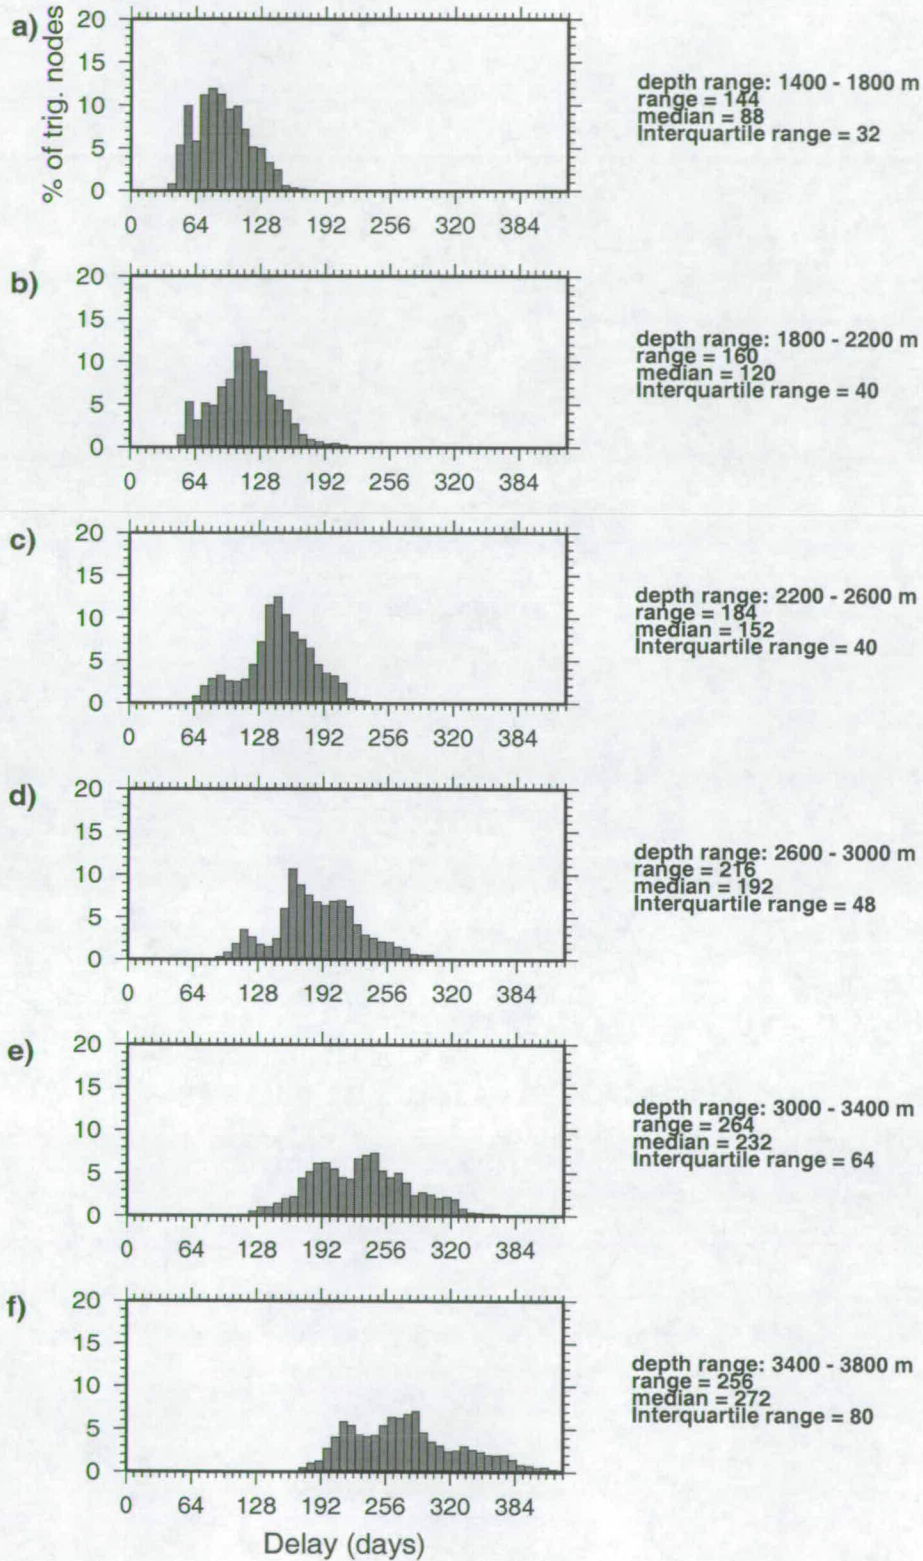 a)
% of trig. nodes
20
15
10
5
0
0 64 128 192 256 320 384
depth range: 1400 - 1800 m
range = 144
median = 88
Interquartile range = 32
b)
20
15
10
5
0
0 64 128 192 256 320 384
depth range: 1800 - 2200 m
range = 160
median = 120
Interquartile range = 40
c)
20
15
10
5
0
0 64 128 192 256 320 384
depth range: 2200 - 2600 m
range = 184
median = 152
Interquartile range = 40
d)
20
15
10
5
0
0 64 128 192 256 320 384
depth range: 2600 - 3000 m
range = 216
median = 192
Interquartile range = 48
e)
20
15
10
5
0
0 64 128 192 256 320 384
depth range: 3000 - 3400 m
range = 264
median = 232
Interquartile range = 64
f)
20
15
10
5
0
0 64 128 192 256 320 384
depth range: 3400 - 3800 m
range = 256
median = 272
Interquartile range = 80
Delay (days)